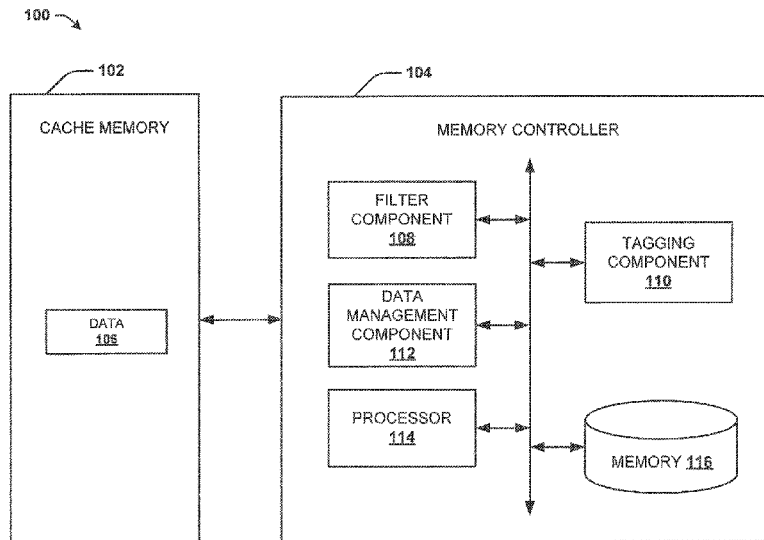 100
102
104
CACHE MEMORY
MEMORY CONTROLLER
FILTER
COMPONENT
108
TAGGING
COMPONENT
110
DATA
106
DATA
MANAGEMENT
COMPONENT
112
PROCESSOR
114
MEMORY 116